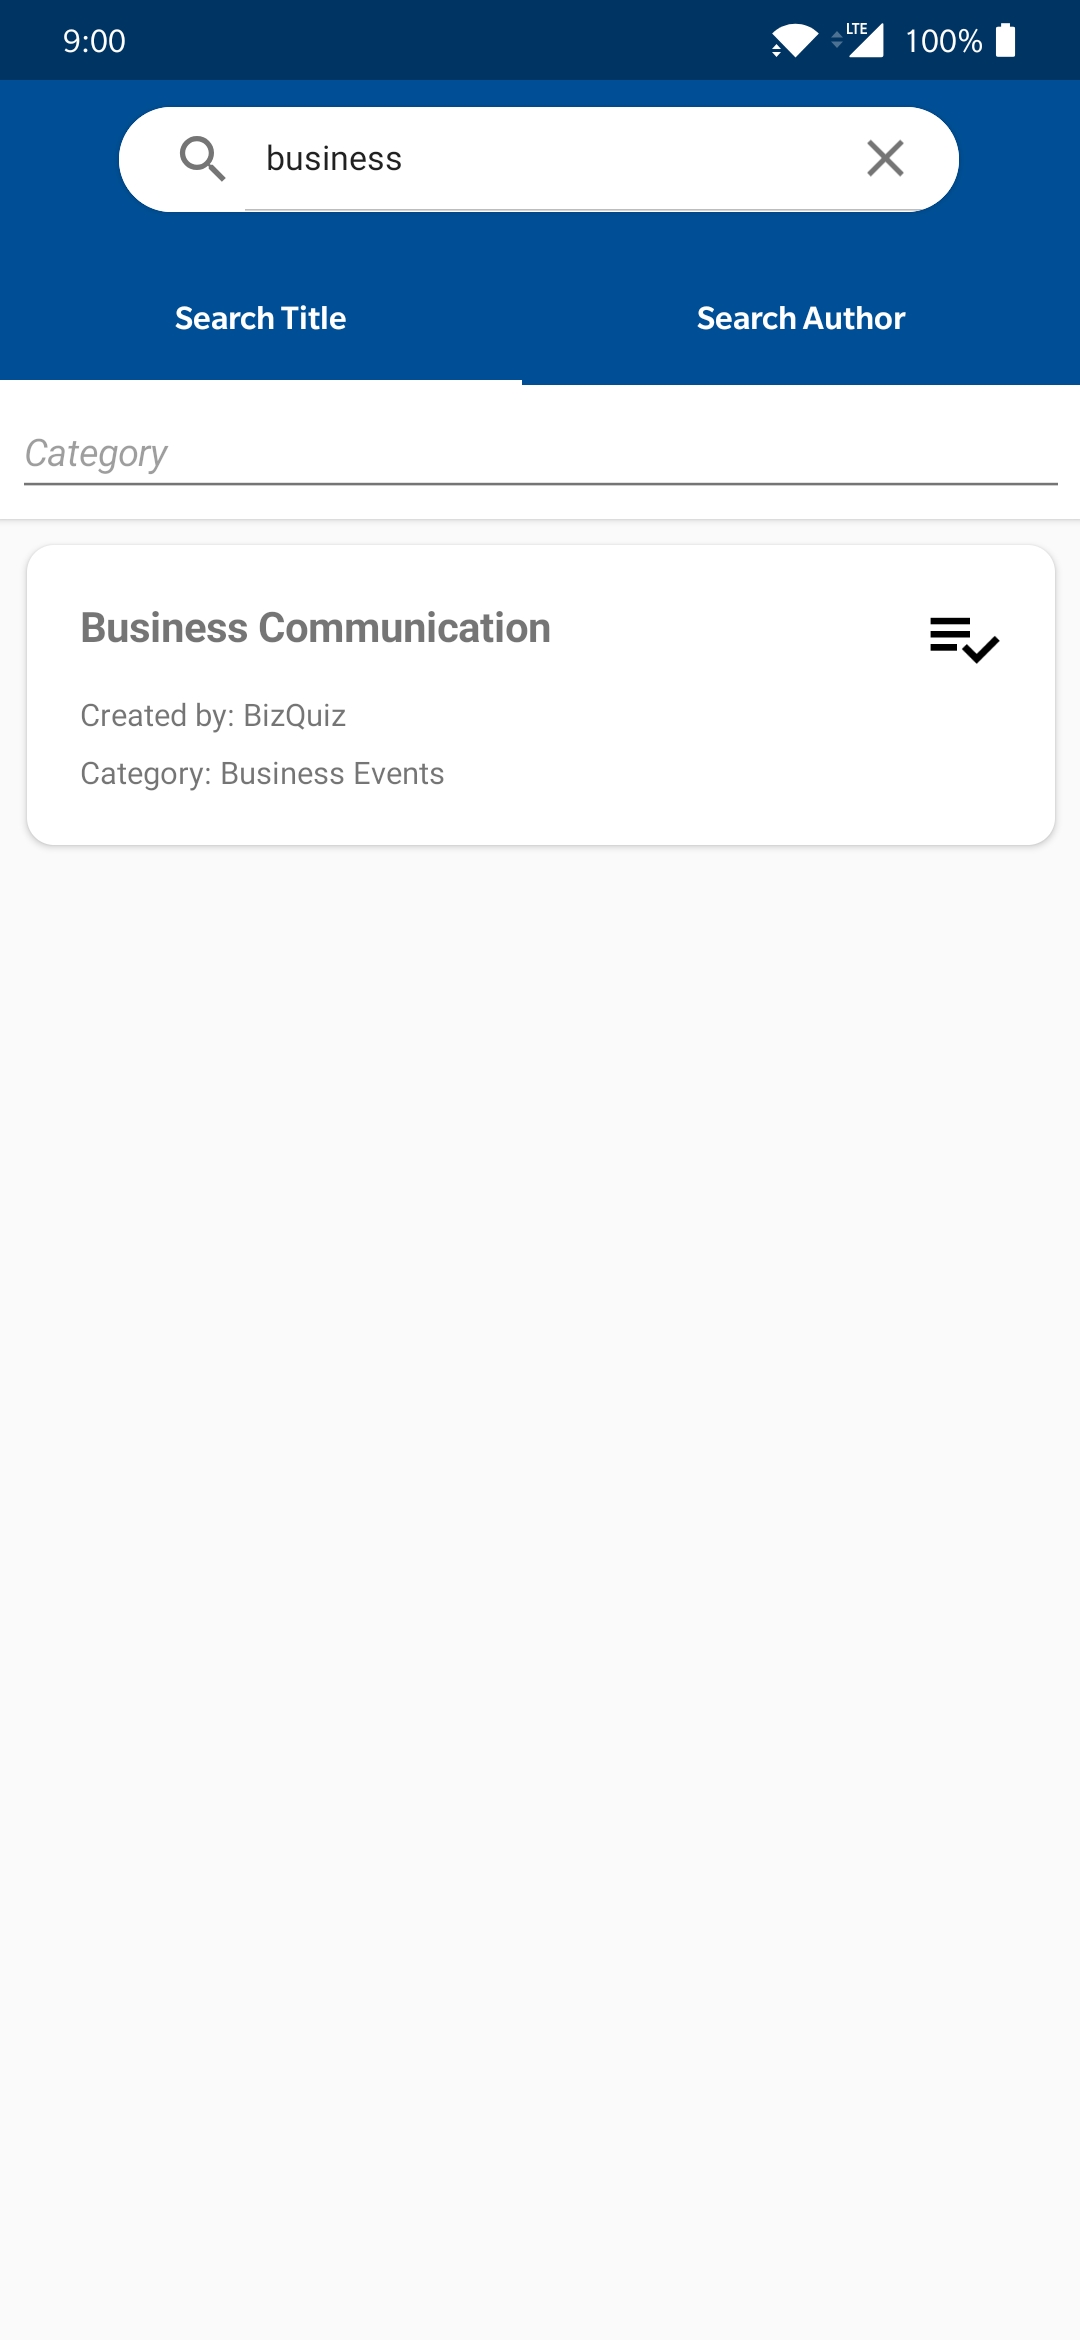 9:00
LTE 100%
business
Search Title
Search Author
Category
Business Communication
Created by: BizQuiz
Category: Business Events